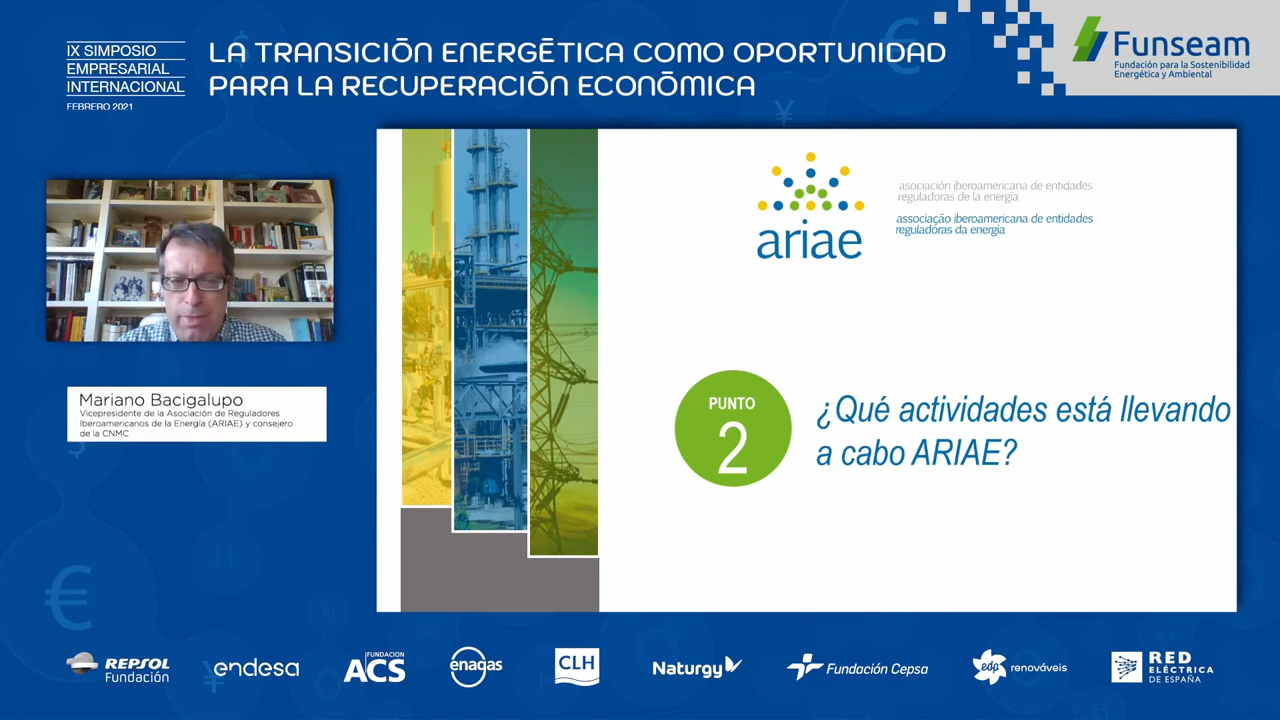 IX SIMPOSIO
EMPRESARIAL
INTERNACIONAL
FEBRERO 2021
LA TRANSICIÓN ENERGÉTICA COMO OPORTUNIDAD
PARA LA RECUPERACIÓN ECONÓMICA
Funseam
Fundación para la Sostenibilidad
Energética y Ambiental
ariae
asociación iberoamericana de entidades
reguladoras de la energía
associação iberoamericana de entidades
reguladoras da energia
PUNTO
2
¿Qué actividades está llevando
a cabo ARIAE?
Mariano Bacigalupo
Vicepresidente de la Asociación de Reguladores
Iberoamericanos de la Energía (ARIAE) y consejero
de la CNMC
REPSOL
Fundación
endesa
FUNDACION
ACS
enagas
CLH
Naturgy
Fundación Cepsa
edp
renováveis
RED
ELÉCTRICA
DE ESPAÑA